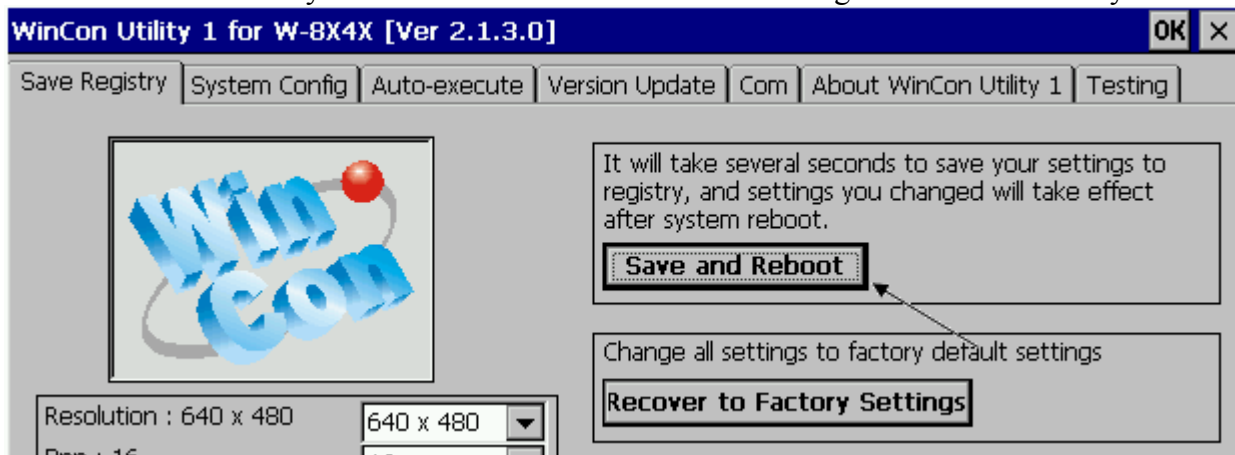 WinCon Utility 1 for W-8X4X [Ver 2.1.3.0] OK ×
Save Registry System Config Auto-execute Version Update Com About WinCon Utility 1 Testing
Win
Con
It will take several seconds to save your settings to
registry, and settings you changed will take effect
after system reboot.
Save and Reboot
Change all settings to factory default settings
Recover to Factory Settings
Resolution : 640 x 480 640 x 480